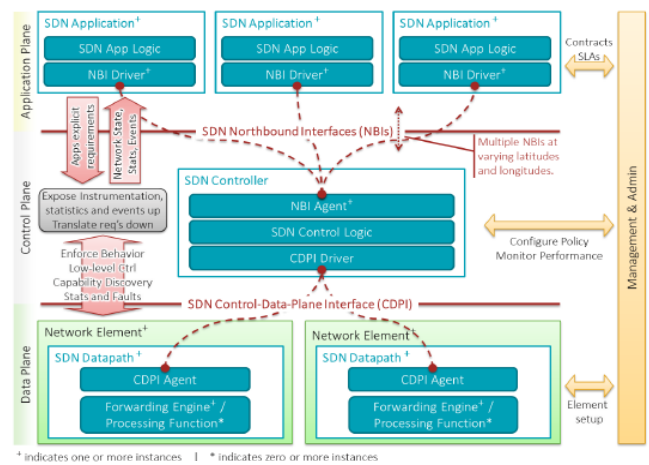 Application Plane
SDN Application+
SDN App Logic
NBI Driver+
SDN Application+
SDN App Logic
NBI Driver+
SDN Application+
SDN App Logic
NBI Driver+
Contracts
SLAs
Apps explicit
requirements
Network State,
Stats, Events
SDN Northbound Interfaces (NBIs)
Multiple NBIs at
varying latitudes
and longitudes.
Control Plane
Expose Instrumentation,
statistics and events up
Translate req's down
SDN Controller
NBI Agent+
SDN Control Logic
CDPI Driver
Configure Policy
Monitor Performance
Management & Admin
Enforce Behavior
Low-level Ctrl
Capability Discovery
Stats and Faults
SDN Control-Data-Plane Interface (CDPI)
Data Plane
Network Element+
SDN Datapath +
CDPI Agent
Forwarding Engine+ /
Processing Function*
Network Element+
SDN Datapath +
CDPI Agent
Forwarding Engine+ /
Processing Function*
Element
setup
+ indicates one or more instances | * indicates zero or more instances